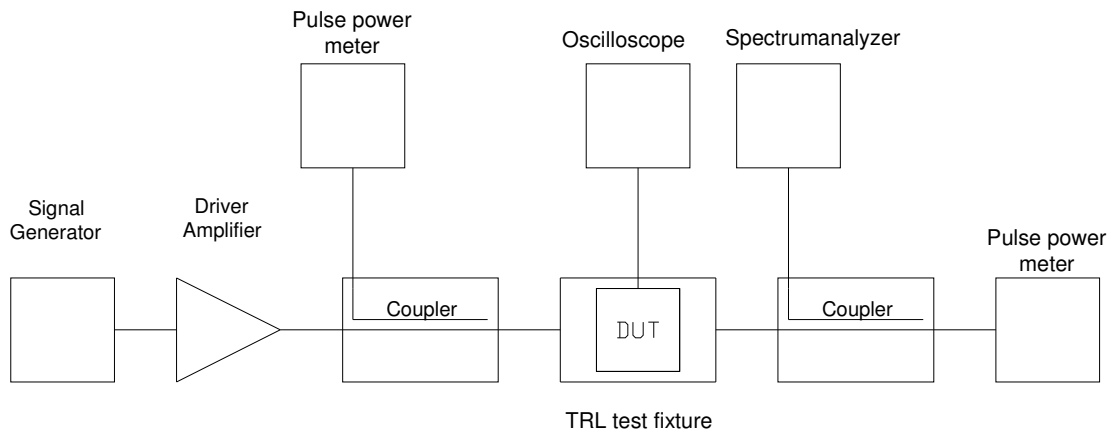 Pulse power
meter
Oscilloscope
Spectrumanalyzer
Signal
Generator
Driver
Amplifier
Pulse power
meter
Coupler
DUT
Coupler
TRL test fixture